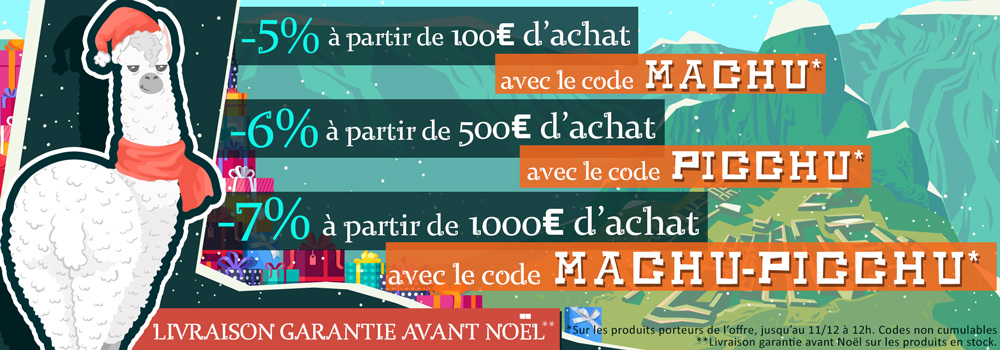 -5% à partir de 100€ d'achat
avec le code MACHU*
-6% à partir de 500€ d'achat
avec le code PICCHU*
-7% à partir de 1000€ d'achat
avec le code MACHU-PICCHU*
LIVRAISON GARANTIE AVANT NOËL**
*Sur les produits porteurs de l'offre, jusqu'au 11/12 à 12h. Codes non cumulables
**Livraison garantie avant Noël sur les produits en stock.